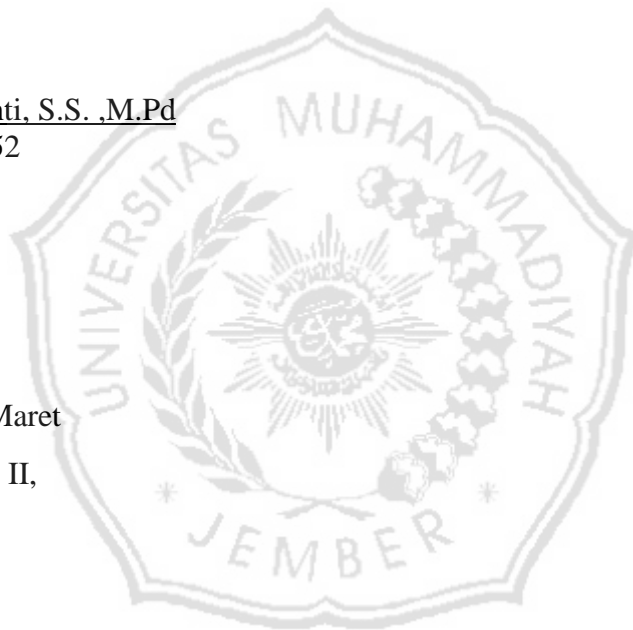 nti, S.S. ,M.Pd
52
UNIVERSITAS MUHAMMADIYAH
Maret
II,
JEMBER